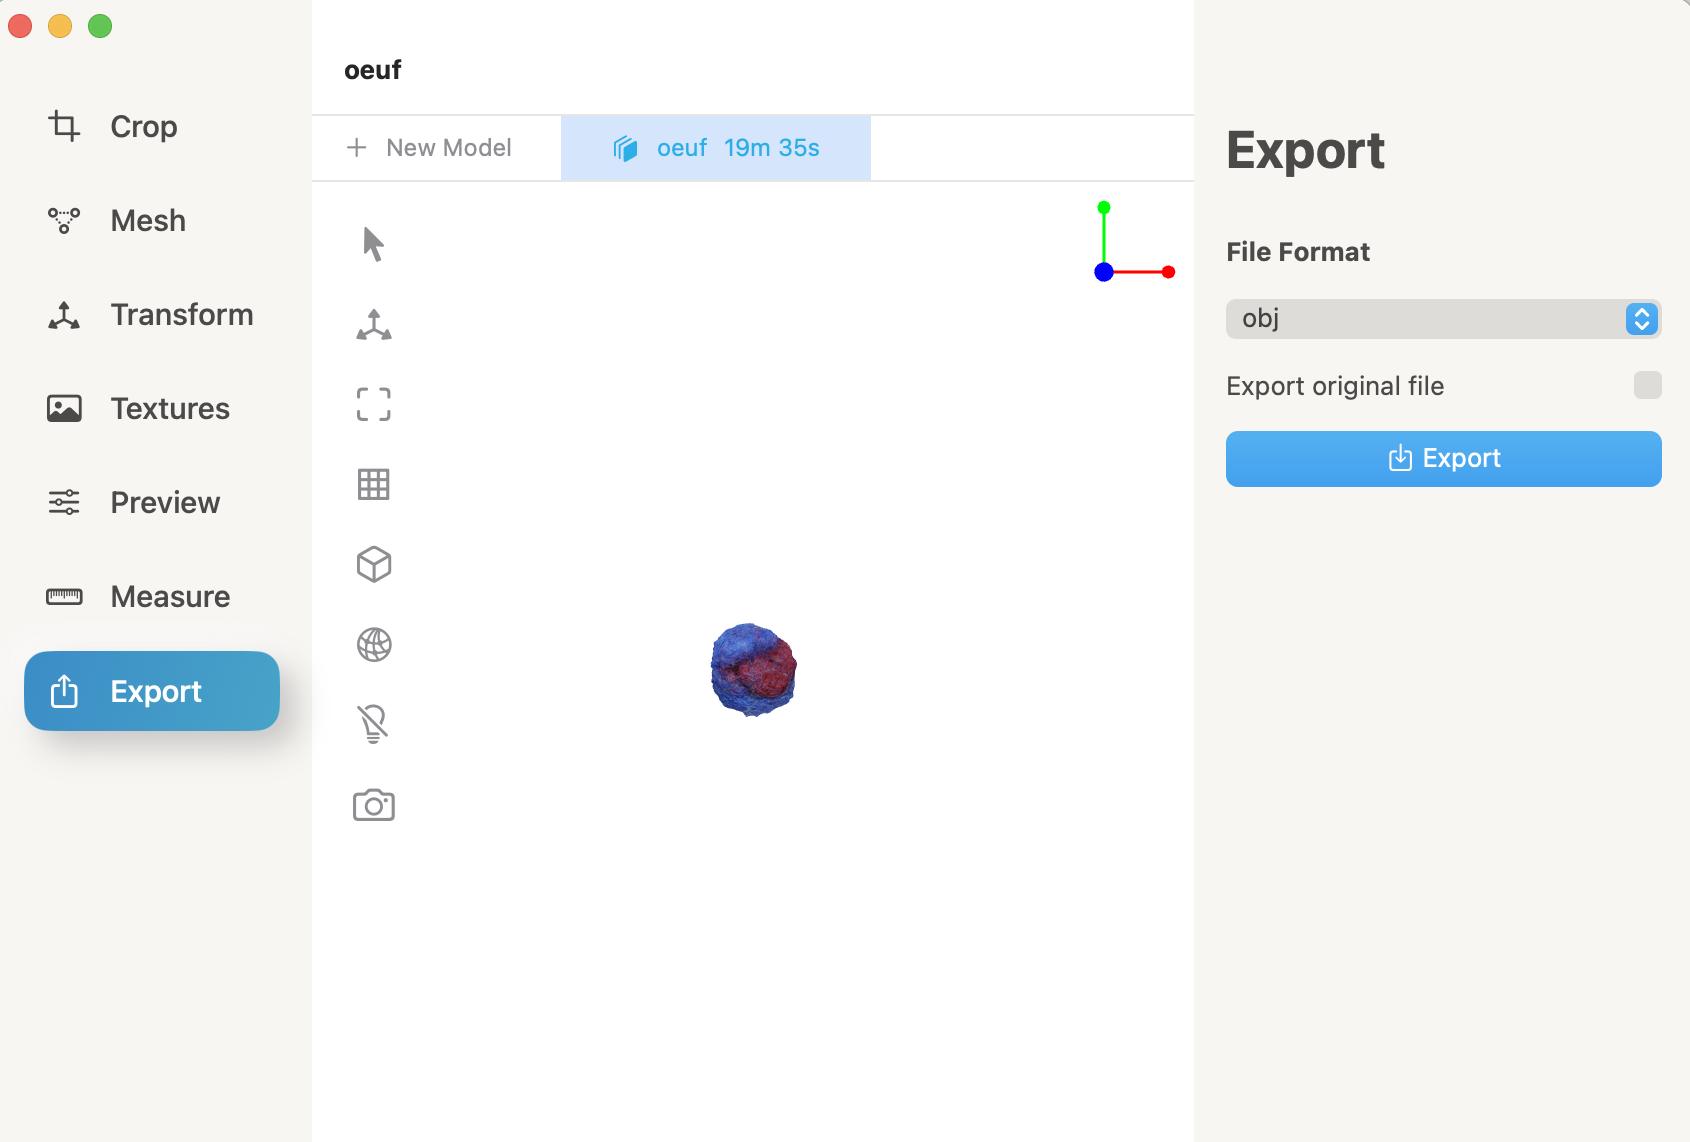 oeuf
Crop
Mesh
Transform
Textures
Preview
Measure
Export
New Model
oeuf 19m 35s
Export
File Format
obj
Export original file
Export